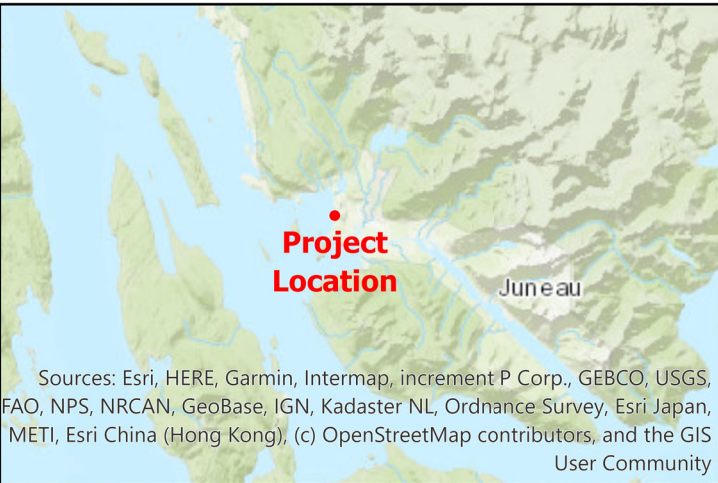 Project
Location
Juneau
Sources: Esri, HERE, Garmin, Intermap, increment P Corp., GEBCO, USGS,
FAO, NPS, NRCAN, GeoBase, IGN, Kadaster NL, Ordnance Survey, Esri Japan,
METI, Esri China (Hong Kong), (c) OpenStreetMap contributors, and the GIS
User Community